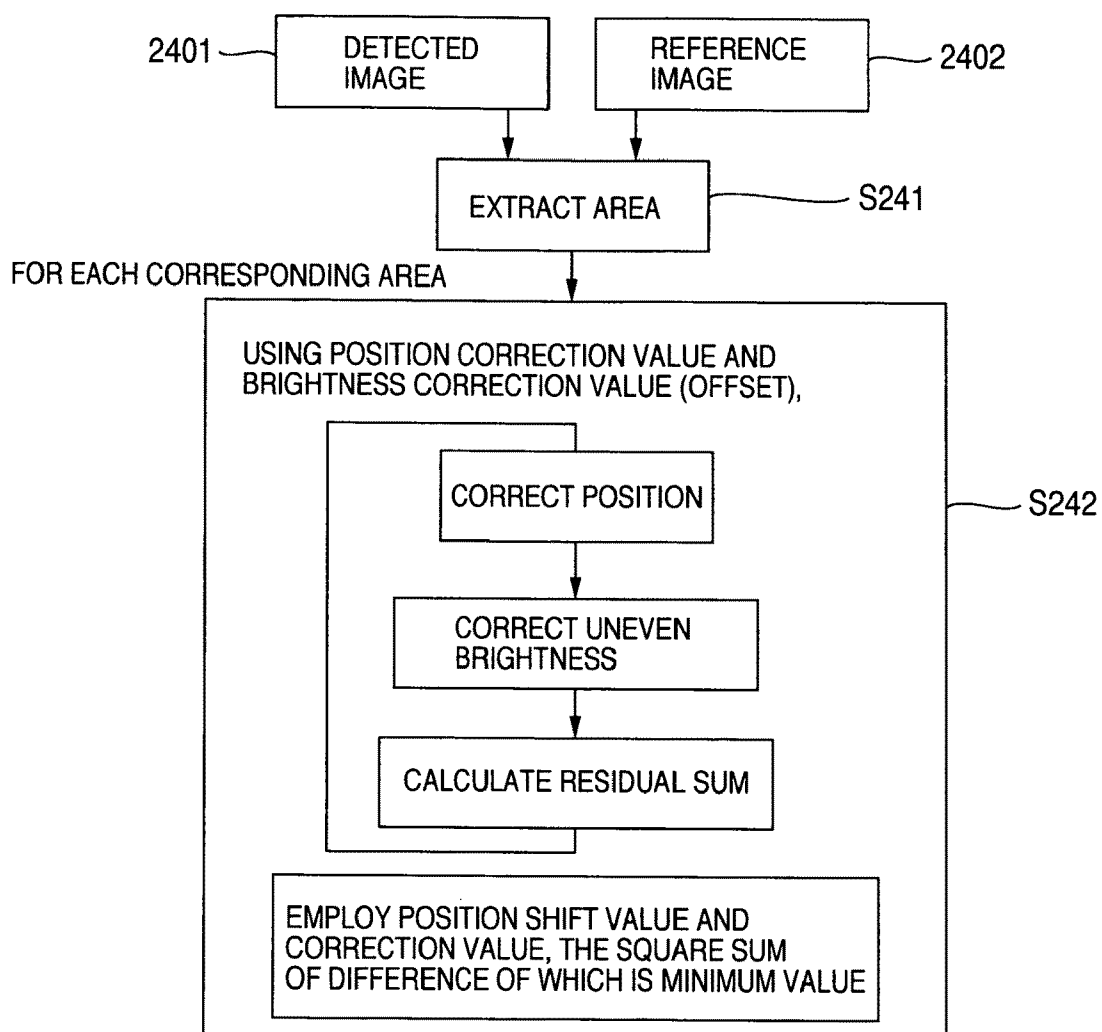 2401
DETECTED
IMAGE
REFERENCE
IMAGE
2402
EXTRACT AREA
S241
FOR EACH CORRESPONDING AREA
USING POSITION CORRECTION VALUE AND
BRIGHTNESS CORRECTION VALUE (OFFSET),
CORRECT POSITION
S242
CORRECT UNEVEN
BRIGHTNESS
CALCULATE RESIDUAL SUM
EMPLOY POSITION SHIFT VALUE AND
CORRECTION VALUE, THE SQUARE SUM
OF DIFFERENCE OF WHICH IS MINIMUM VALUE